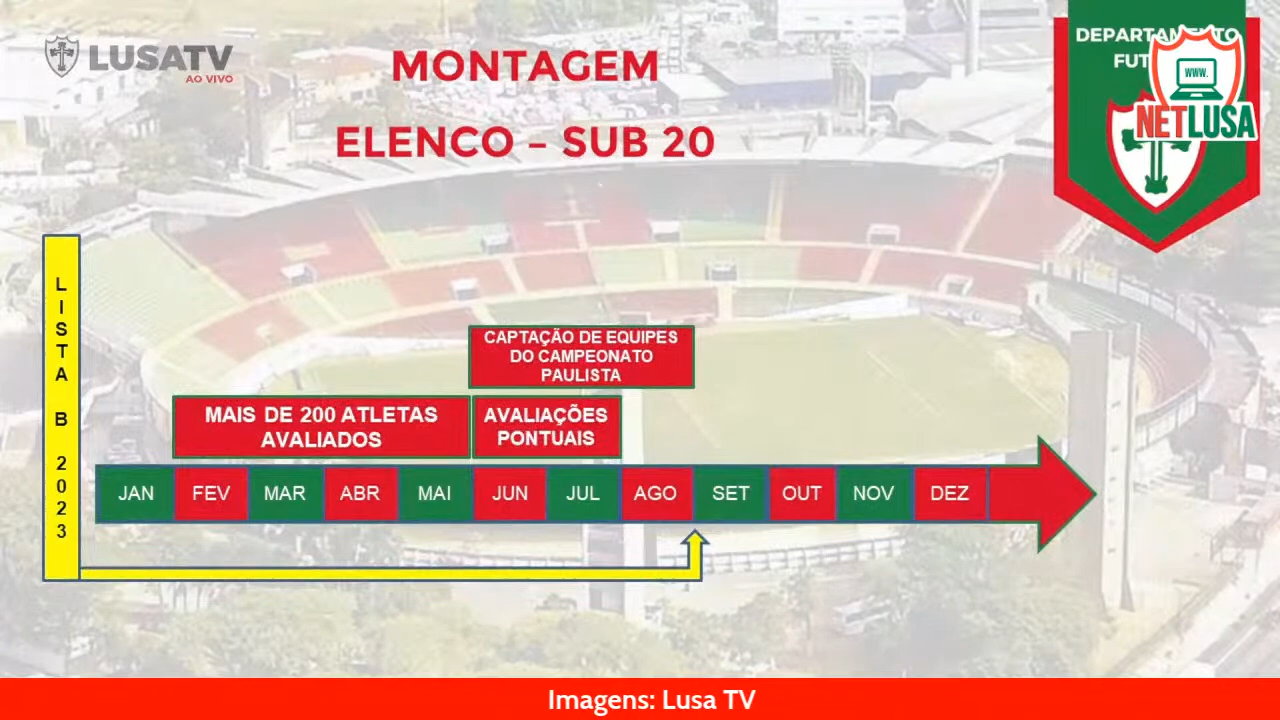 LUSATV
AO VIVO
MONTAGEM
ELENCO – SUB 20
DEPARTAMENTO
WWW.
NETLUSA
LISTA B 2023
CAPTAÇÃO DE EQUIPES
DO CAMPEONATO
PAULISTA
MAIS DE 200 ATLETAS
AVALIADOS
AVALIAÇÕES
PONTUAIS
JAN FEV MAR ABR MAI JUN JUL AGO SET OUT NOV DEZ
Imagens: Lusa TV